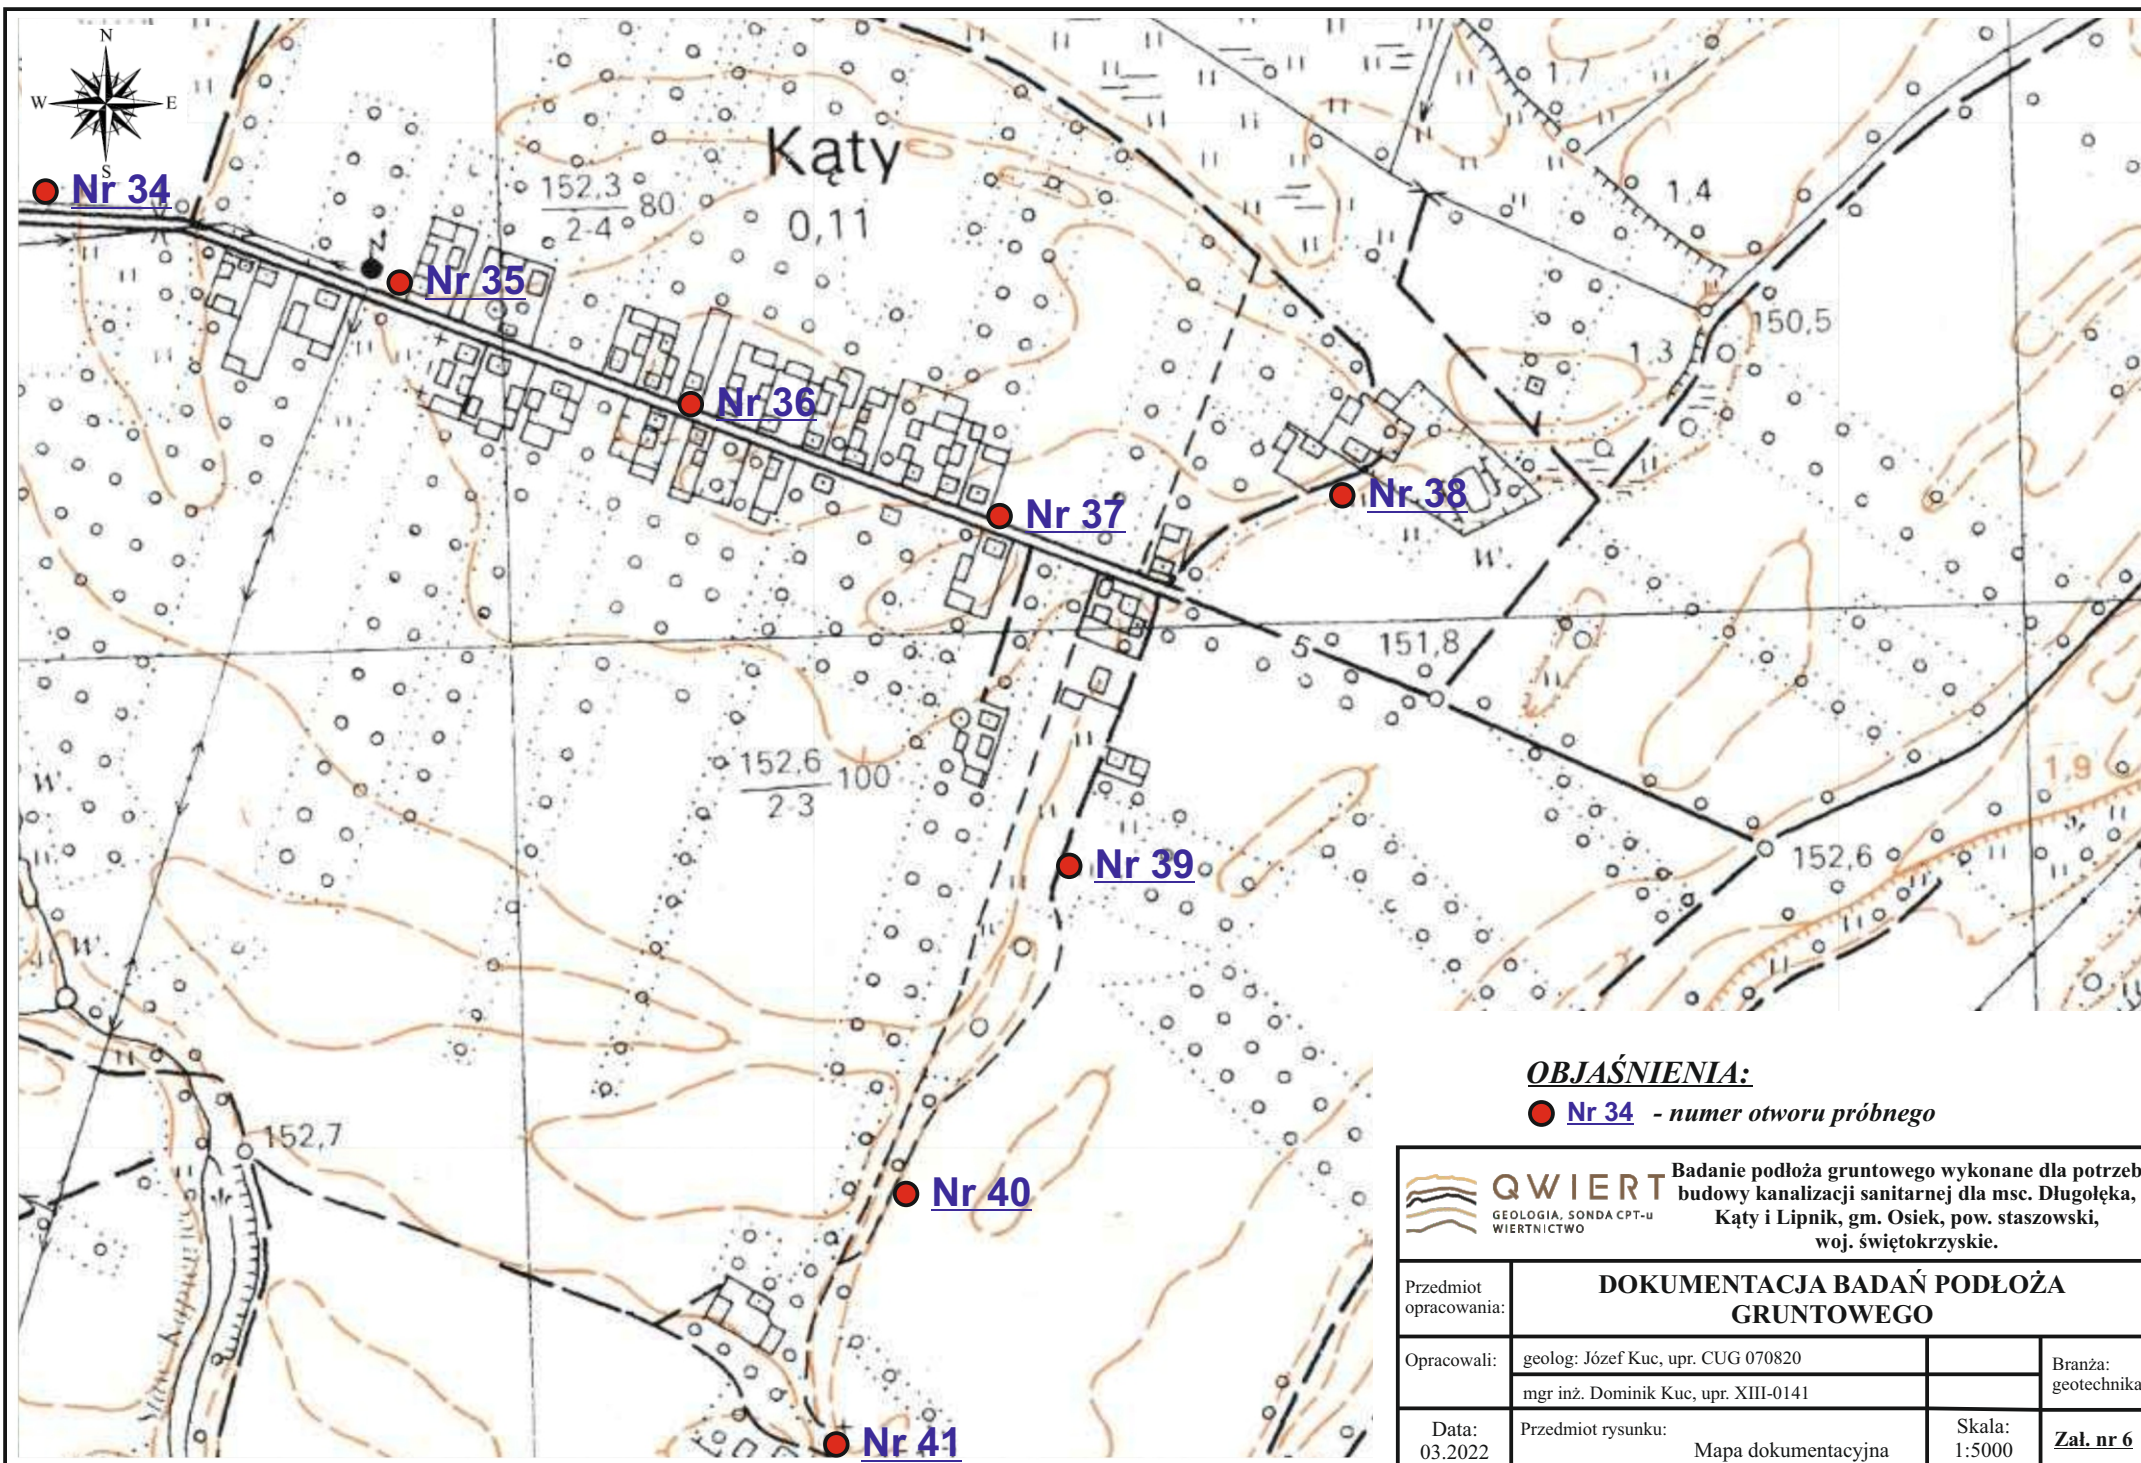 N
W
E
S
Nr 34
Kąty
0,11
152,3
2-4
80
Nr 35
Nr 36
Nr 37
Nr 38
1,7
1,4
1,3
150,5
W.
5
151,8
152,6
2-3
100
W.
W.
Nr 39
1,9
152,6
152,7
Nr 40
Nr 41
OBJAŚNIENIA:
Nr 34 - numer otworu próbnego
QWIERT
GEOLOGIA, SONDA CPT-u
WIERTNICTWO
Badanie podłoża gruntowego wykonane dla potrzeb
budowy kanalizacji sanitarnej dla msc. Długołęka,
Kąty i Lipnik, gm. Osiek, pow. staszowski,
woj. świętokrzyskie.
Przedmiot
opracowania:
DOKUMENTACJA BADAŃ PODŁOŻA
GRUNTOWEGO
Opracowali:
geolog: Józef Kuc, upr. CUG 070820
mgr inż. Dominik Kuc, upr. XIII-0141
Branża:
geotechnika
Data:
03.2022
Przedmiot rysunku:
Mapa dokumentacyjna
Skala:
1:5000
Zał. nr 6